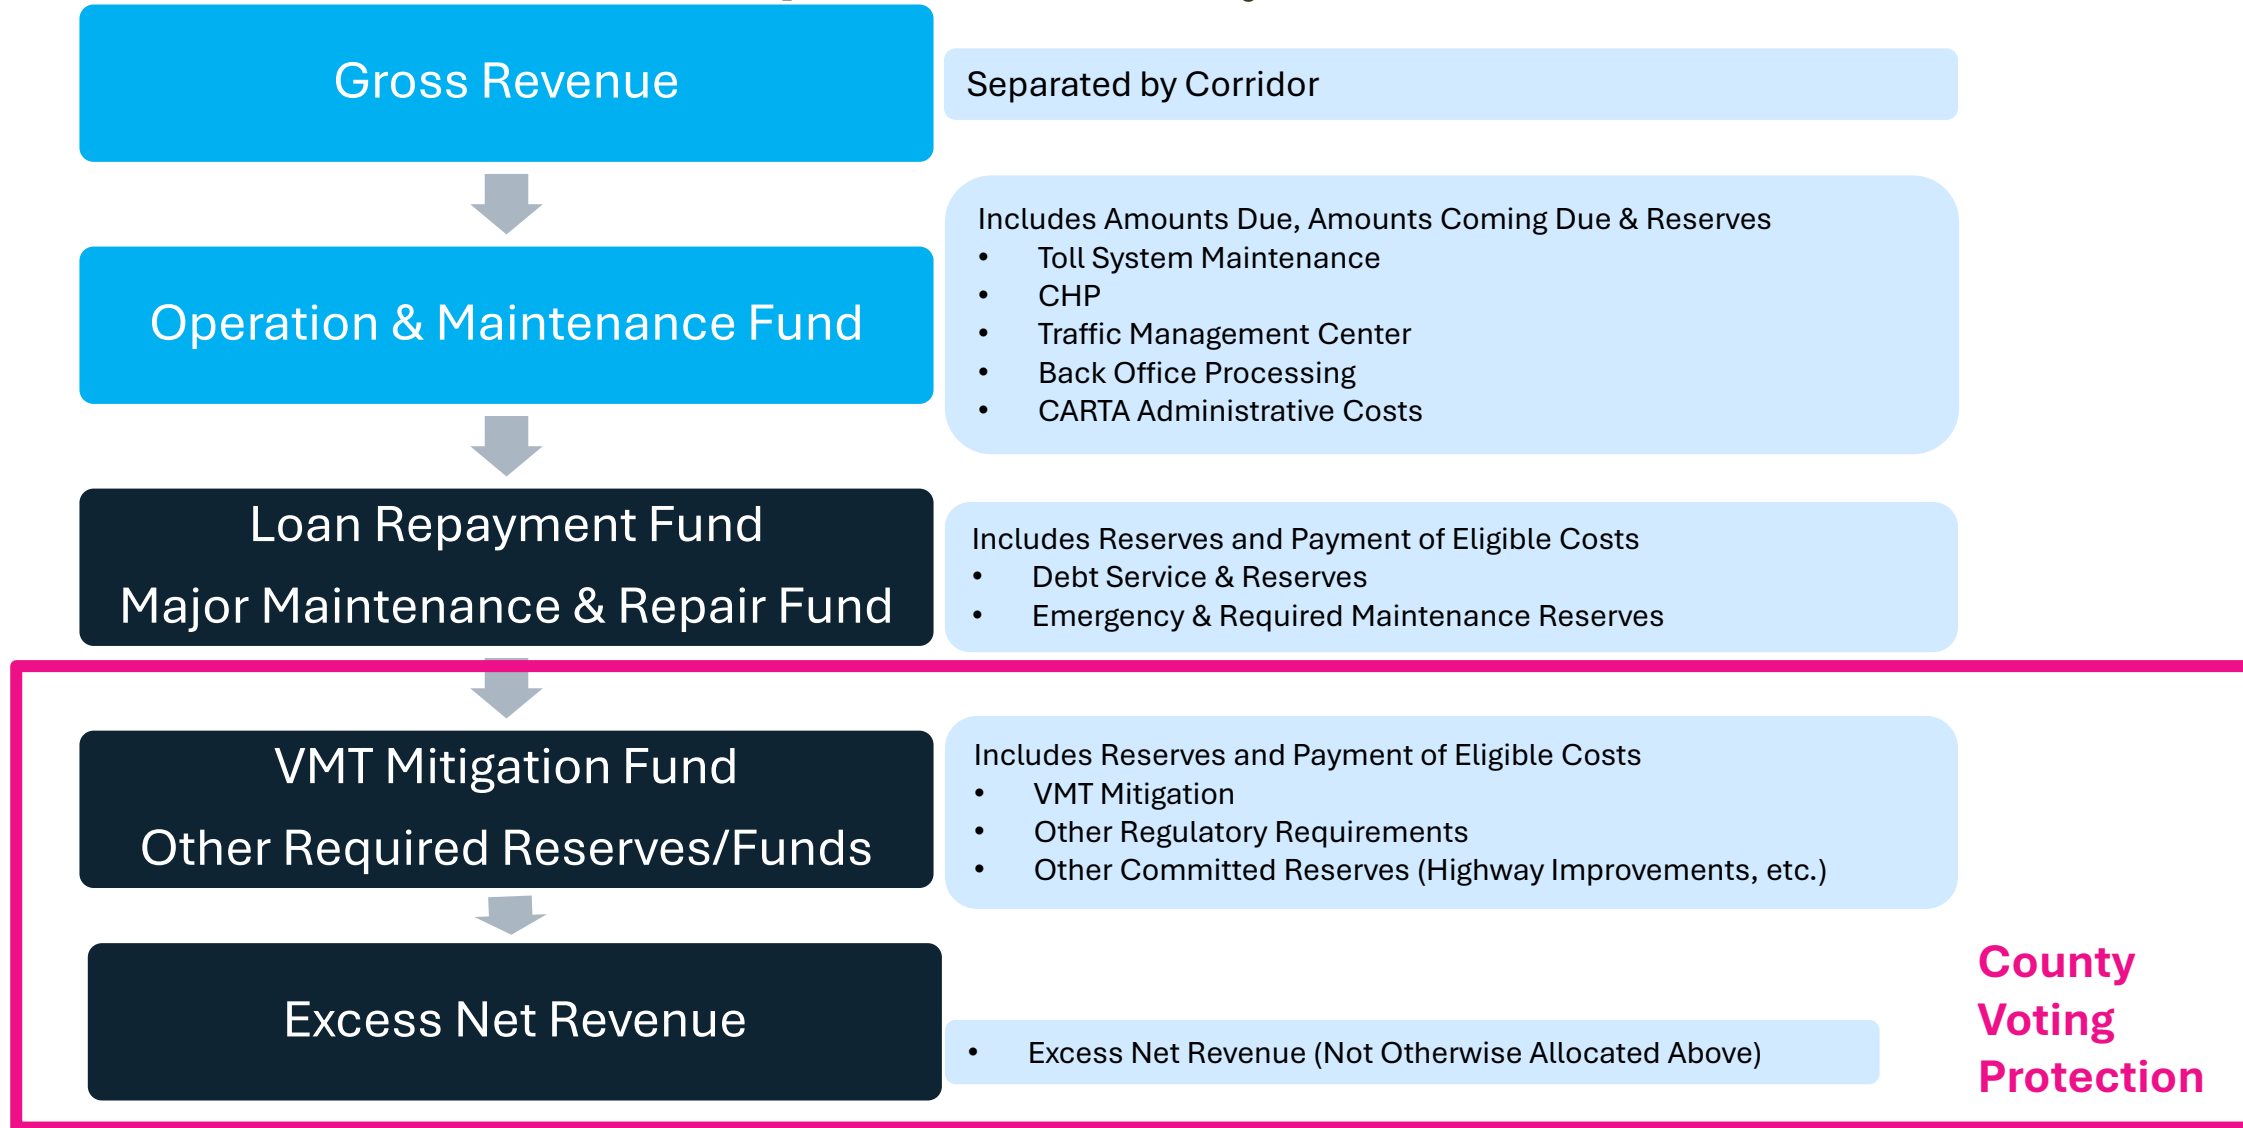 Gross Revenue
Separated by Corridor
Operation & Maintenance Fund
Includes Amounts Due, Amounts Coming Due & Reserves
• Toll System Maintenance
• CHP
• Traffic Management Center
• Back Office Processing
• CARTA Administrative Costs
Loan Repayment Fund
Major Maintenance & Repair Fund
Includes Reserves and Payment of Eligible Costs
• Debt Service & Reserves
• Emergency & Required Maintenance Reserves
VMT Mitigation Fund
Other Required Reserves/Funds
Includes Reserves and Payment of Eligible Costs
• VMT Mitigation
• Other Regulatory Requirements
• Other Committed Reserves (Highway Improvements, etc.)
Excess Net Revenue
• Excess Net Revenue (Not Otherwise Allocated Above)
County
Voting
Protection